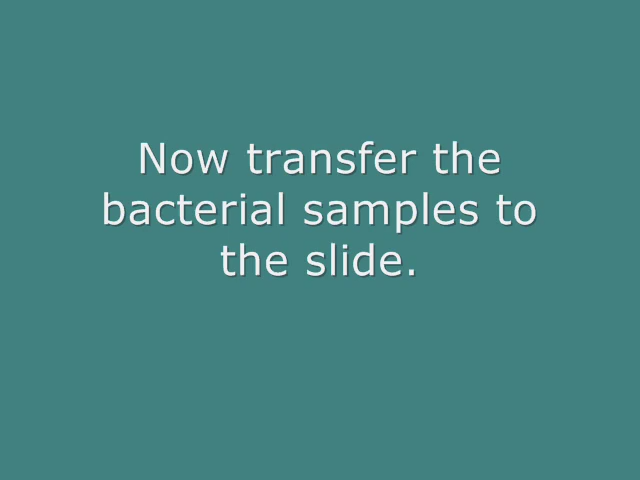 Now transfer the
bacterial samples to
the slide.